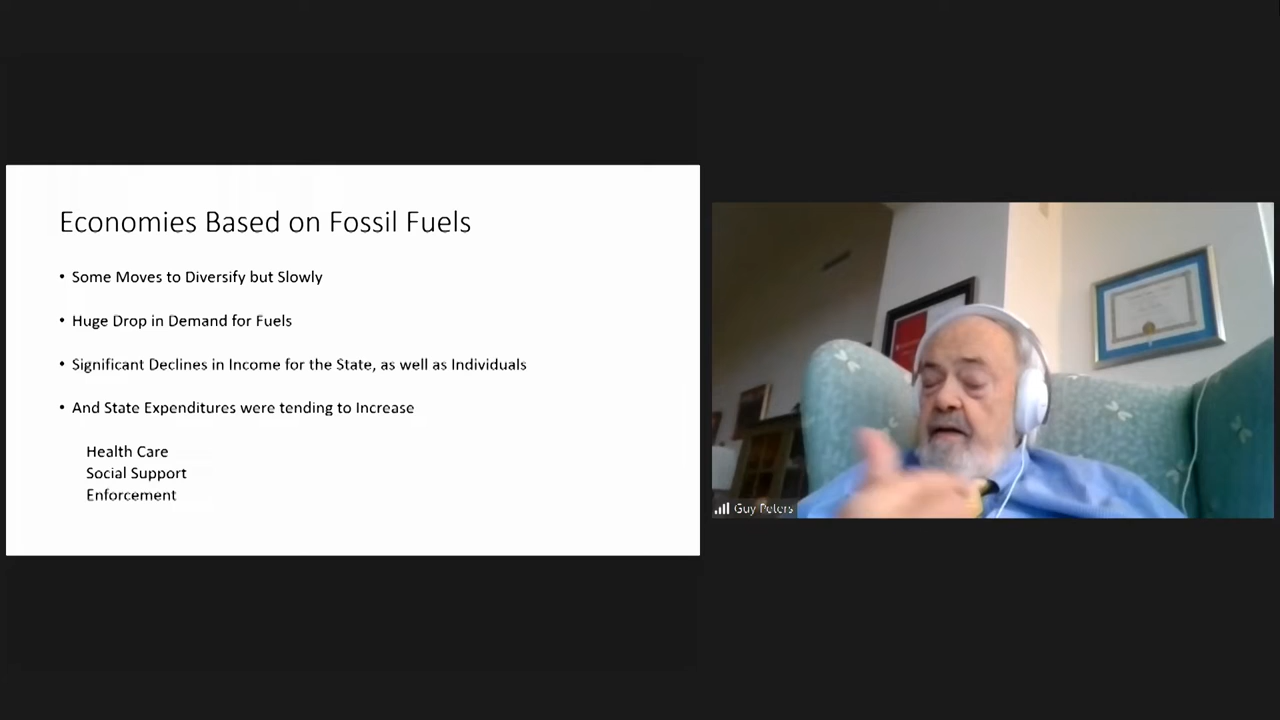 Economies Based on Fossil Fuels
• Some Moves to Diversify but Slowly
• Huge Drop in Demand for Fuels
• Significant Declines in Income for the State, as well as Individuals
• And State Expenditures were tending to Increase
Health Care
Social Support
Enforcement
Guy Peters